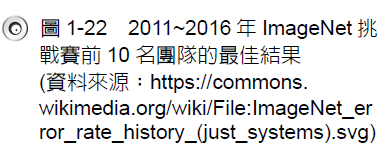 圖 1-22　2011~2016 年 ImageNet 挑
戰賽前 10 名團隊的最佳結果
(資料來源：https://commons.
wikimedia.org/wiki/File:ImageNet_er
ror_rate_history_(just_systems).svg)